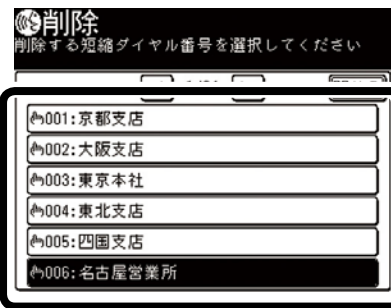 削除
削除する短縮ダイヤル番号を選択してください
001:京都支店
002:大阪支店
003:東京本社
004:東北支店
005:四国支店
006:名古屋営業所